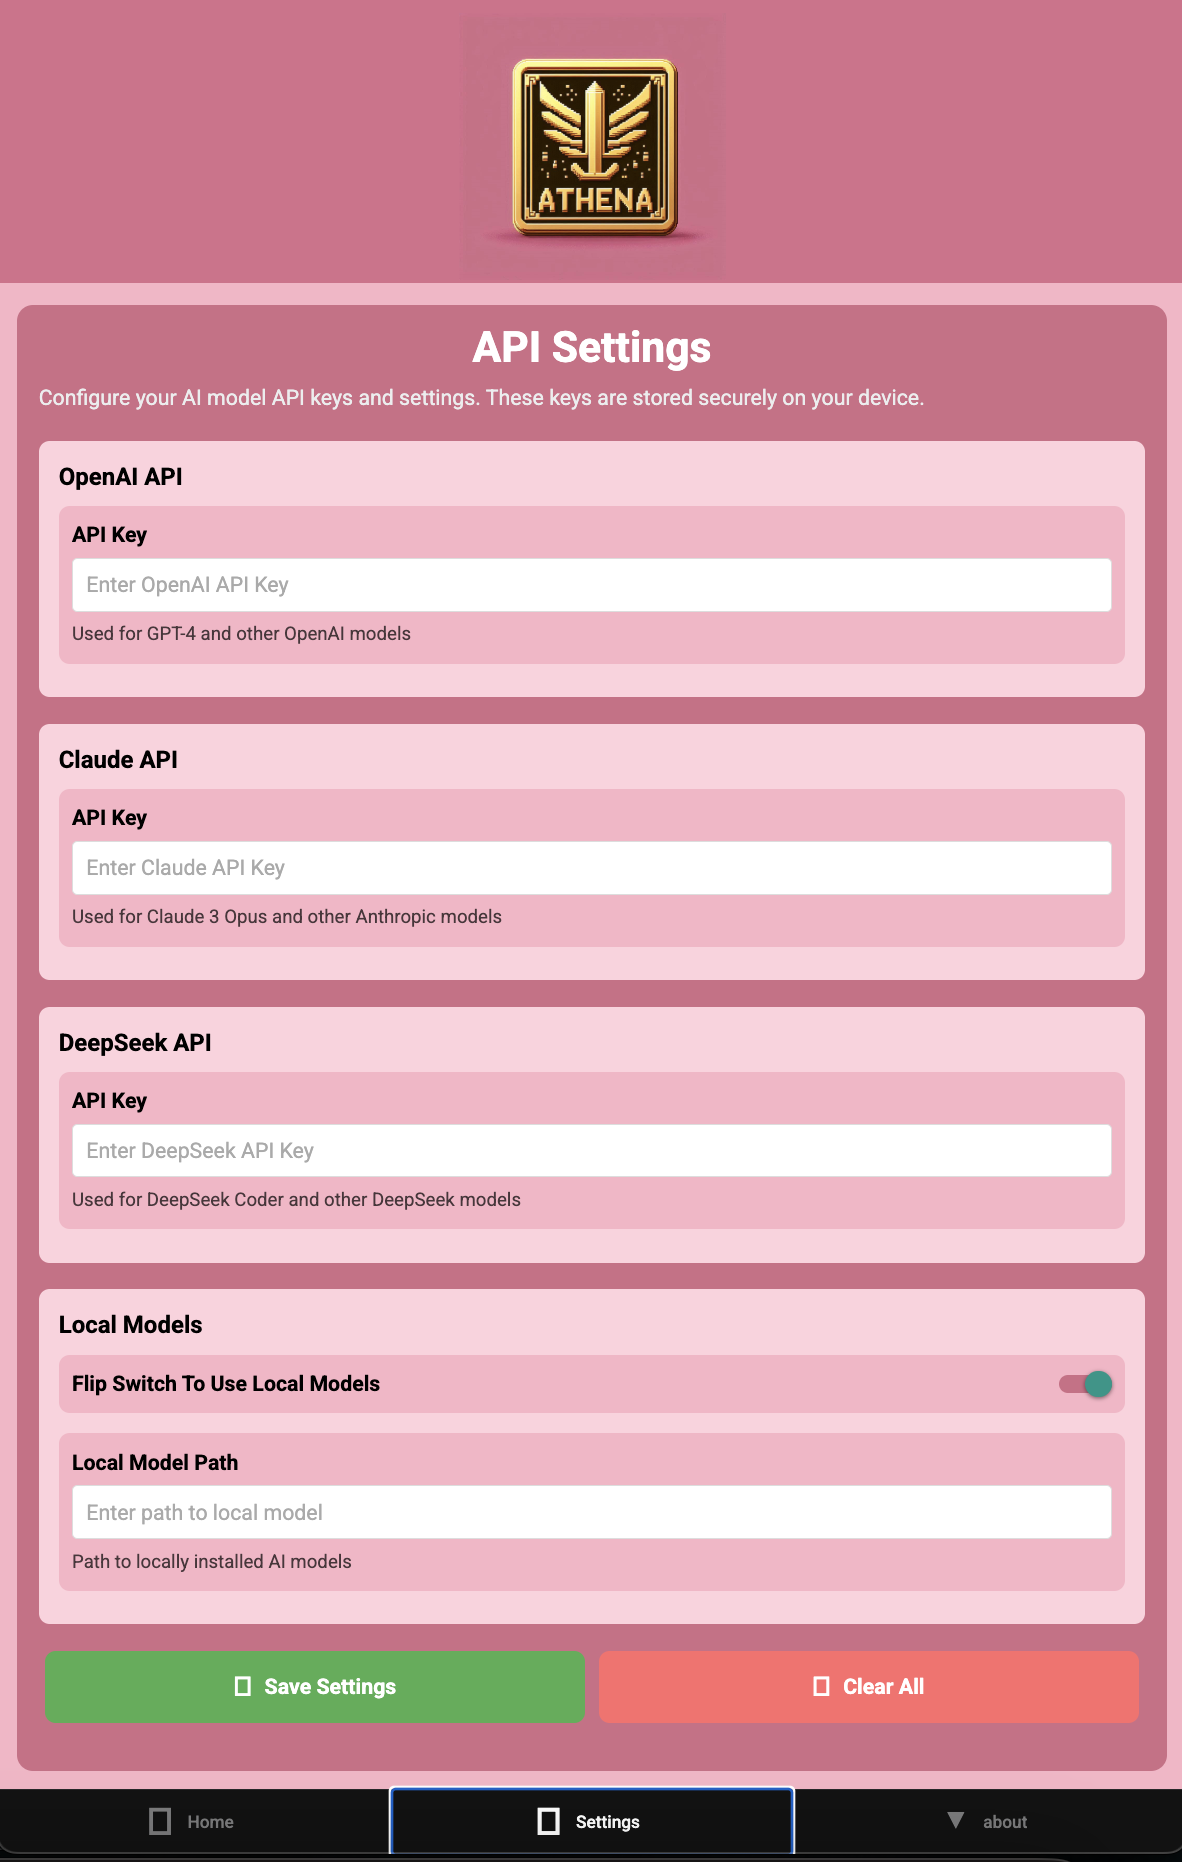 ATHENA
API Settings
Configure your AI model API keys and settings. These keys are stored securely on your device.
OpenAI API
API Key
Enter OpenAI API Key
Used for GPT-4 and other OpenAI models
Claude API
API Key
Enter Claude API Key
Used for Claude 3 Opus and other Anthropic models
DeepSeek API
API Key
Enter DeepSeek API Key
Used for DeepSeek Coder and other DeepSeek models
Local Models
Flip Switch To Use Local Models
Local Model Path
Enter path to local model
Path to locally installed AI models
Save Settings
Clear All
Home
Settings
about